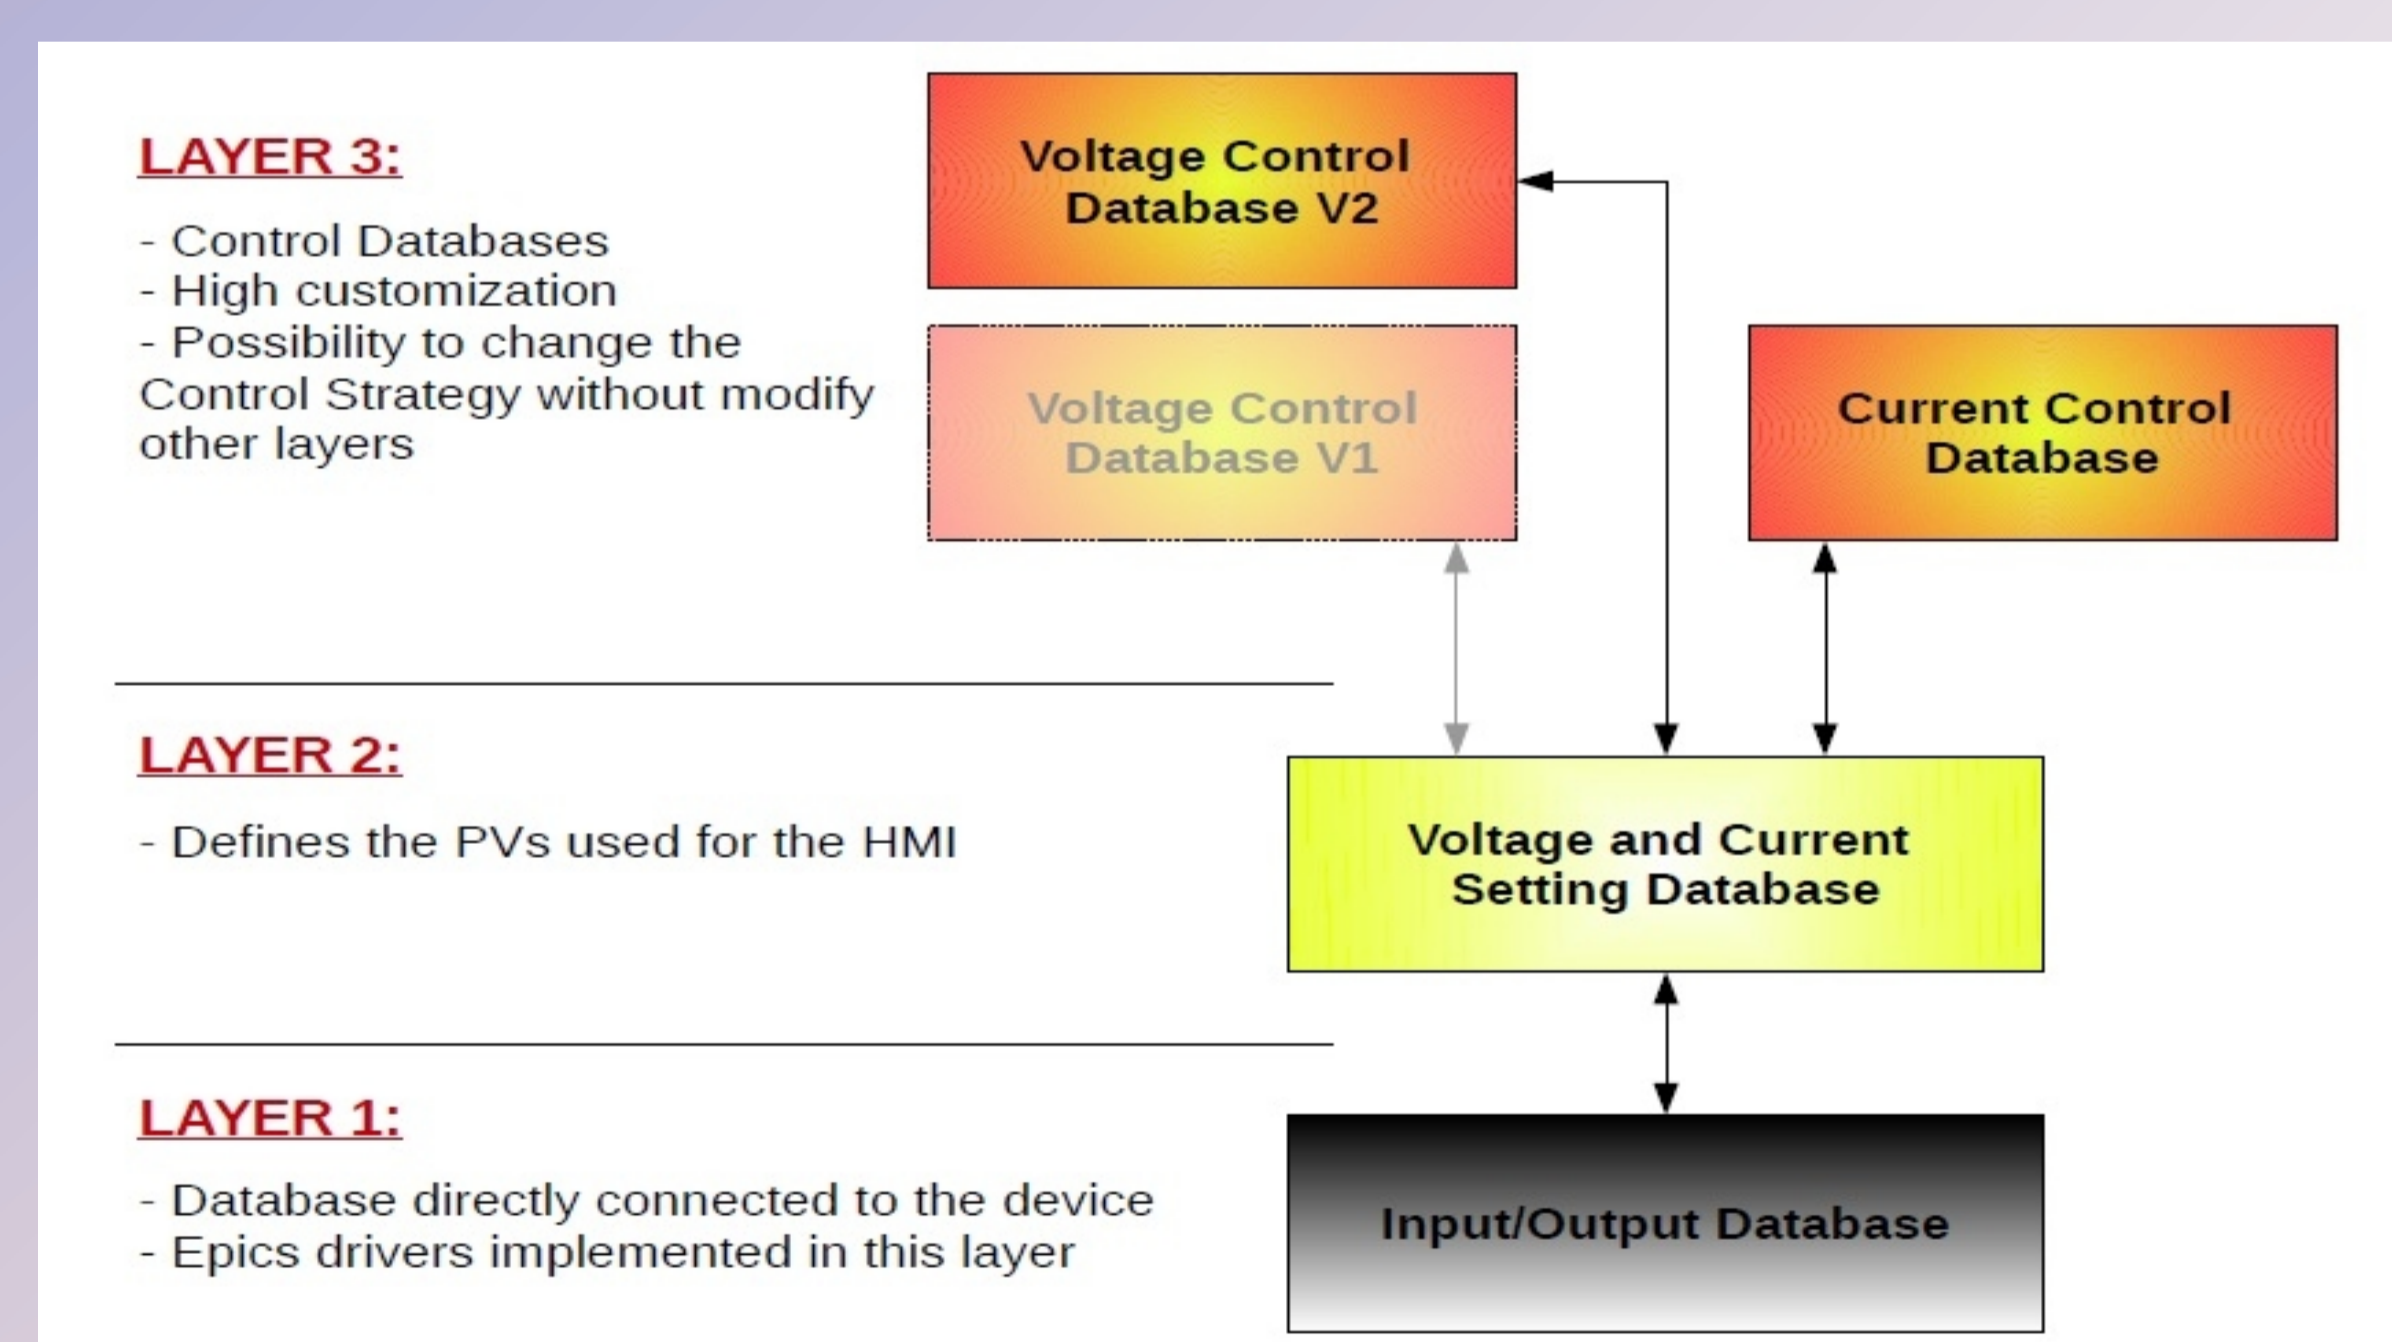 LAYER 3:
- Control Databases
- High customization
- Possibility to change the
Control Strategy without modify
other layers
Voltage Control
Database V2
Voltage Control
Database V1
Current Control
Database
LAYER 2:
- Defines the PVs used for the HMI
Voltage and Current
Setting Database
LAYER 1:
- Database directly connected to the device
- Epics drivers implemented in this layer
Input/Output Database